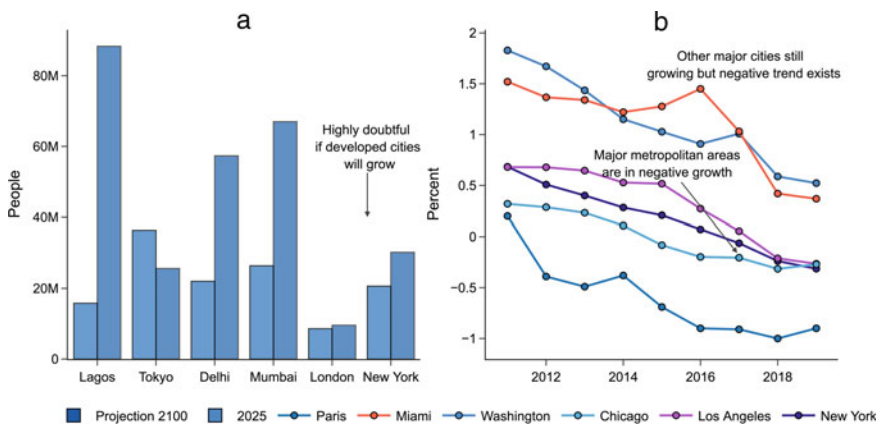 a
People
80M
60M
40M
20M
0
Highly doubtful
if developed cities
will grow
Lagos Tokyo Delhi Mumbai London New York
b
Percent
2
1.5
1
0.5
0
−0.5
−1
Other major cities still
growing but negative trend exists
Major metropolitan areas
are in negative growth
2012 2014 2016 2018
Projection 2100 2025 Paris Miami Washington Chicago Los Angeles New York